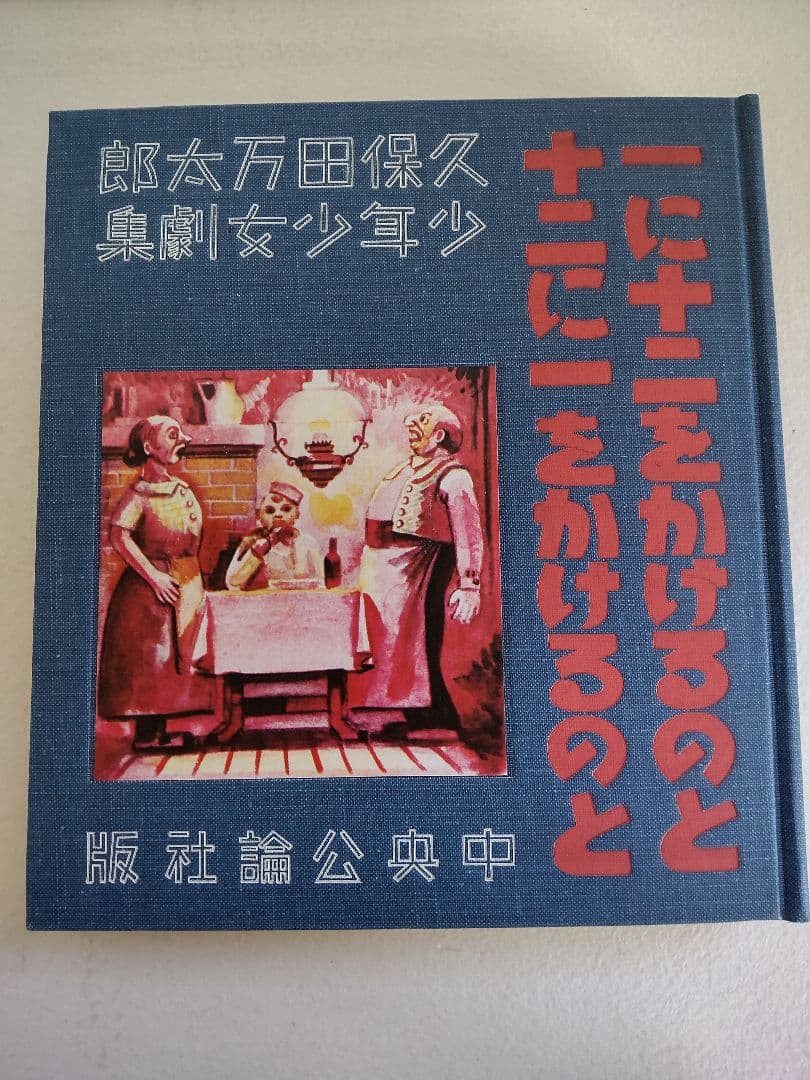 一に十二をかけるのと
十二に一をかけるのと
久保田万太郎
少年少女劇集
中央公論社版